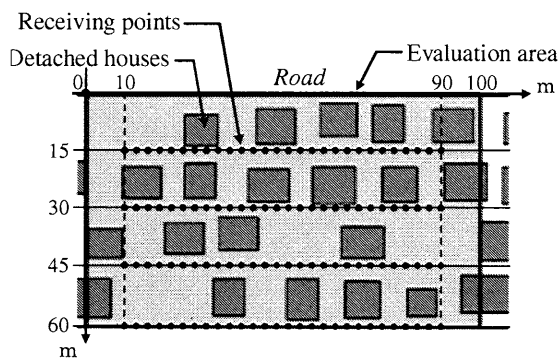 Receiving points
Detached houses
Evaluation area
0 10 Road 90 100 m
15
30
45
60
m